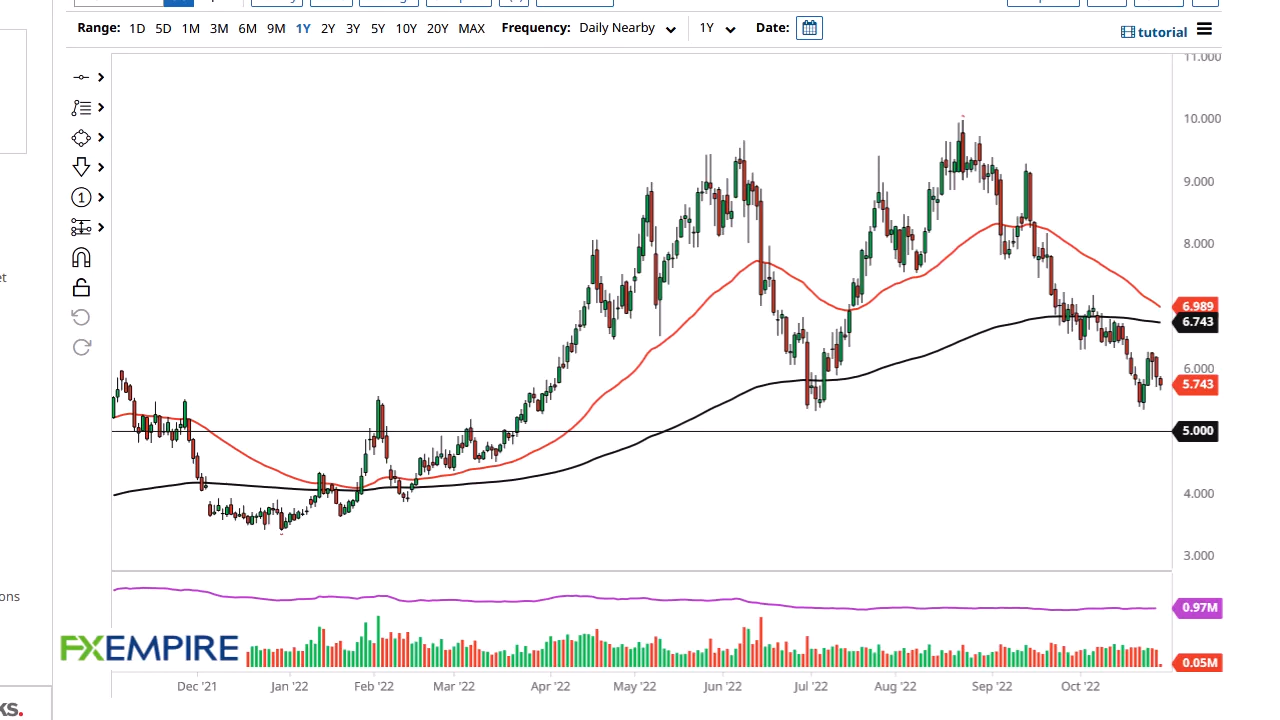 Range: 1D 5D 1M 3M 6M 9M 1Y 2Y 3Y 5Y 10Y 20Y MAX Frequency: Daily Nearby 1Y Date:
tutorial
11.000
10.000
9.000
8.000
6.989
6.743
6.000
5.743
5.000
4.000
3.000
1
et
ons
ks.
0.97M
FXEMPIRE
0.05M
Dec '21 Jan '22 Feb '22 Mar '22 Apr '22 May '22 Jun '22 Jul '22 Aug '22 Sep '22 Oct '22